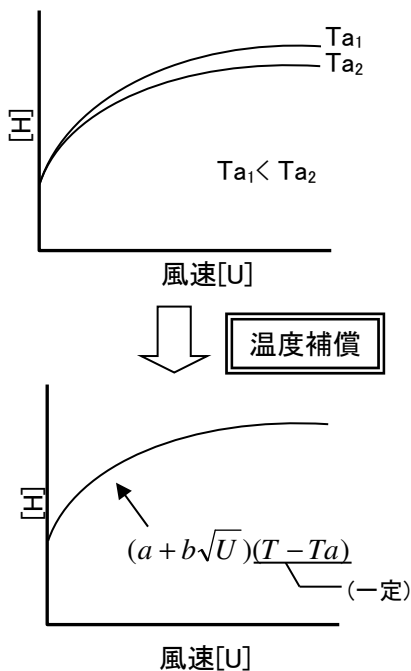 Ta₁
Ta₂
[H]
Ta₁< Ta₂
風速[U]
温度補償
[H]
(a + b√U)(T − Ta)
(一定)
風速[U]